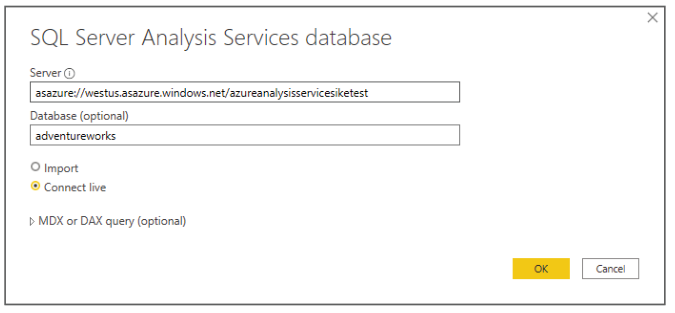 SQL Server Analysis Services database
Server
asazure://westus.asazure.windows.net/azureanalysisservicesiketest
Database (optional)
adventureworks
Import
Connect live
MDX or DAX query (optional)
OK Cancel